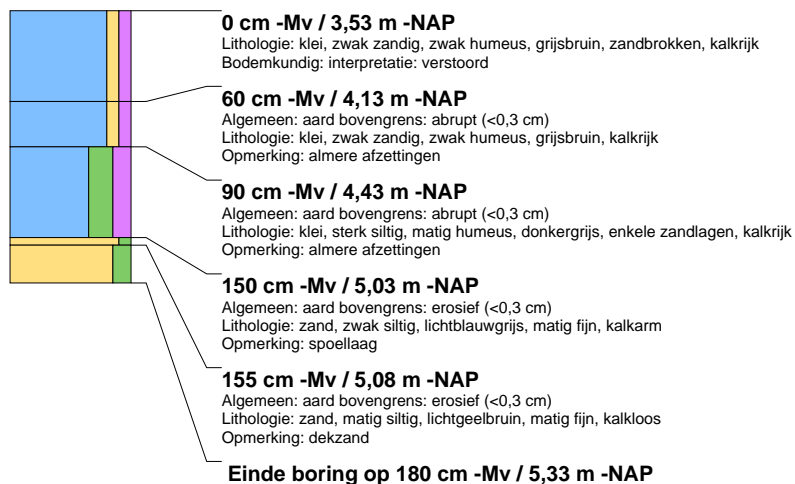 0 cm -Mv / 3,53 m -NAP
Lithologie: klei, zwak zandig, zwak humeus, grijsbruin, zandbrokken, kalkrijk
Bodemkundig: interpretatie: verstoord
60 cm -Mv / 4,13 m -NAP
Algemeen: aard bovengrens: abrupt (<0,3 cm)
Lithologie: klei, zwak zandig, zwak humeus, grijsbruin, kalkrijk
Opmerking: almere afzettingen
90 cm -Mv / 4,43 m -NAP
Algemeen: aard bovengrens: abrupt (<0,3 cm)
Lithologie: klei, sterk siltig, matig humeus, donkergrijs, enkele zandlagen, kalkrijk
Opmerking: almere afzettingen
150 cm -Mv / 5,03 m -NAP
Algemeen: aard bovengrens: erosief (<0,3 cm)
Lithologie: zand, zwak siltig, lichtblauwgrijs, matig fijn, kalkarm
Opmerking: spoellaag
155 cm -Mv / 5,08 m -NAP
Algemeen: aard bovengrens: erosief (<0,3 cm)
Lithologie: zand, matig siltig, lichtgeelbruin, matig fijn, kalkloos
Opmerking: dekzand
Einde boring op 180 cm -Mv / 5,33 m -NAP